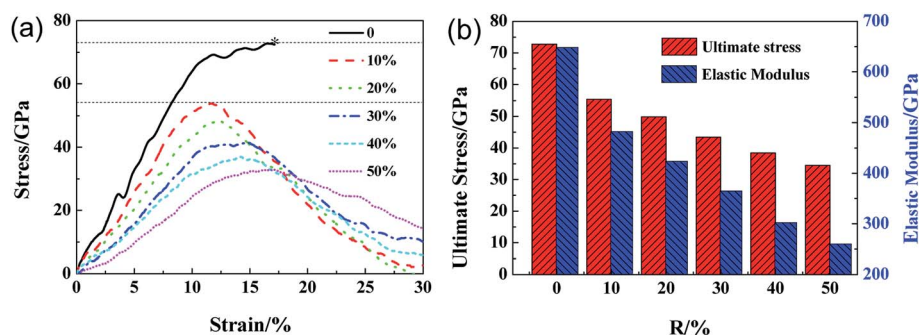 (a)
80
60
40
20
0
Stress/GPa
0
10%
20%
30%
40%
50%
*
0 5 10 15 20 25 30
Strain/%
(b)
80
70
60
50
40
30
20
10
0
Ultimate Stress/GPa
Ultimate stress
Elastic Modulus
700
600
500
400
300
200
Elastic Modulus/GPa
0 10 20 30 40 50
R/%